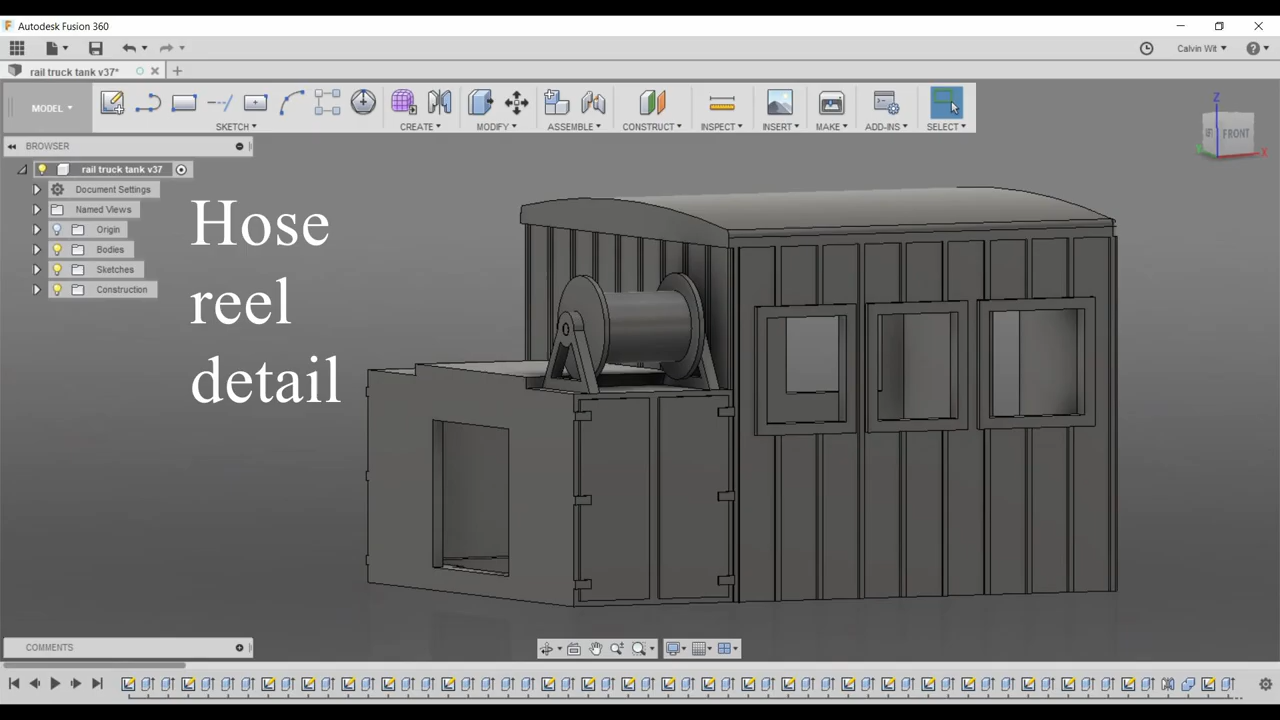 Autodesk Fusion 360
Calvin Wit
rail truck tank v37*
MODEL
SKETCH
CREATE
MODIFY
ASSEMBLE
CONSTRUCT
INSPECT
INSERT
MAKE
ADD-INS
SELECT
Z
FRONT
X
BROWSER
rail truck tank v37
Document Settings
Named Views
Origin
Bodies
Sketches
Construction
Hose
reel
detail
COMMENTS